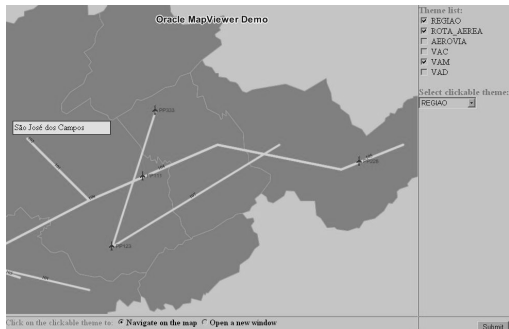 Oracle MapViewer Demo
Theme list:
REGIAO
ROTA_AEREA
AEROVIA
VAC
VAM
VAD
Select clickable theme:
REGIAO
São José dos Campos
Click on the clickable theme to: Navigate on the map Open a new window
Submit